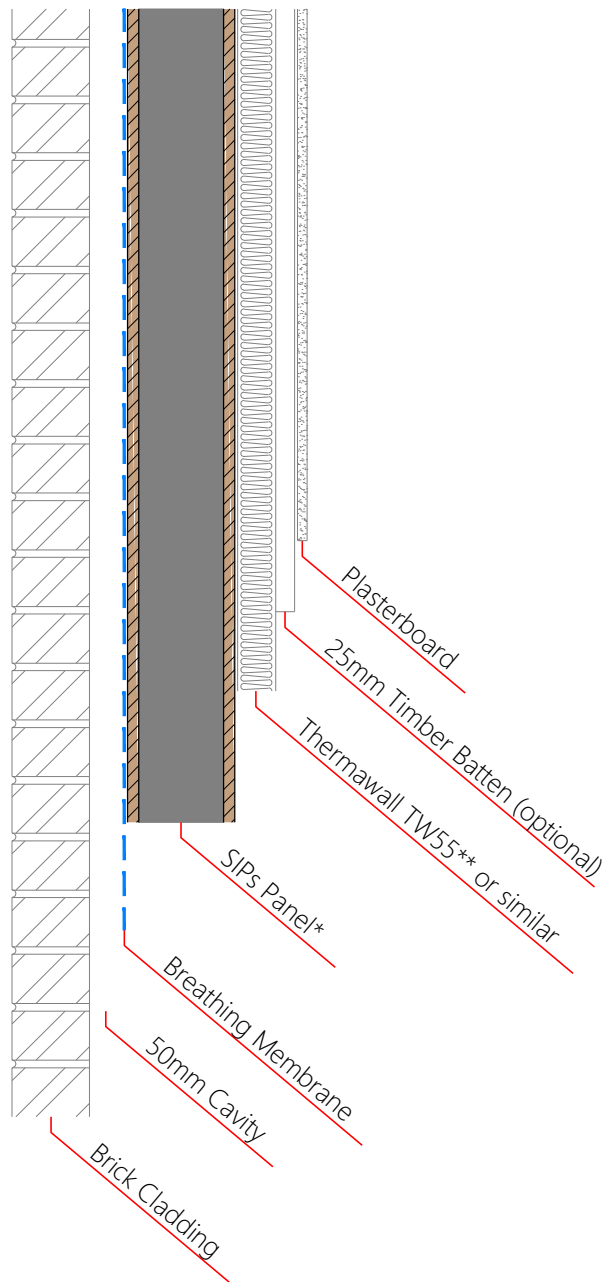 Plasterboard
25mm Timber Batten (optional)
Thermawall TW55** or similar
SIPs Panel*
Breathing Membrane
50mm Cavity
Brick Cladding